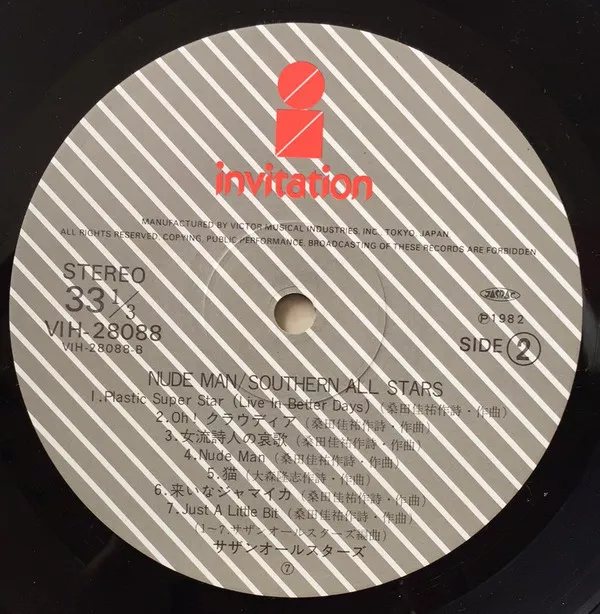 invitation
MANUFACTURED BY VICTOR MUSICAL INDUSTRIES, INC., TOKYO, JAPAN
ALL RIGHTS RESERVED, COPYING, PUBLIC PERFORMANCE, BROADCASTING OF THESE RECORDS ARE FORBIDDEN
STEREO
33 1/3
VIH-28088
VIH-28088-B
JASRAC
Ⓟ1982
SIDE ②
NUDE MAN/SOUTHERN ALL STARS
1.Plastic Super Star (Live In Better Days) (桑田佳祐作詩・作曲)
2.Oh! クラウディア (桑田佳祐作詩・作曲)
3.女流詩人の哀歌 (桑田佳祐作詩・作曲)
4.Nude Man (桑田佳祐作詩・作曲)
5.猫 (大森隆志作詩・作曲)
6.来いなジャマイカ (桑田佳祐作詩・作曲)
7.Just A Little Bit (桑田佳祐作詩・作曲)
(1〜7 サザンオールスターズ編曲)
サザンオールスターズ
⑦